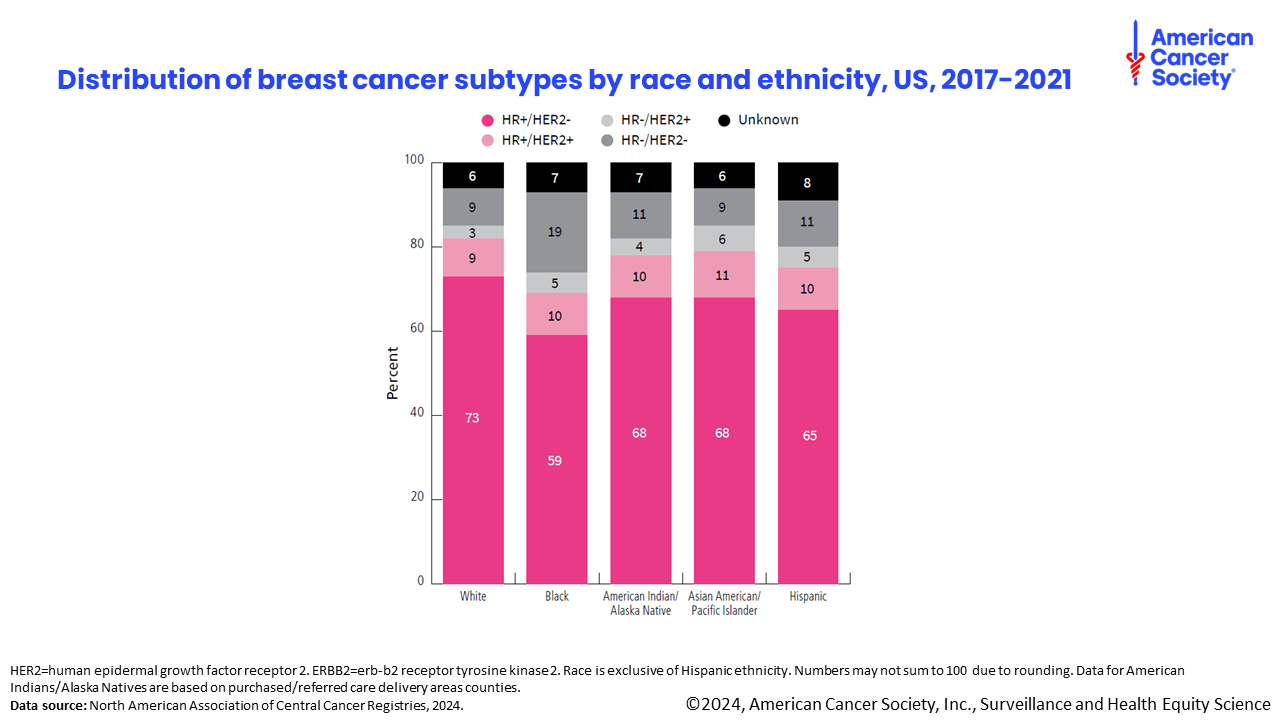 American
Cancer
Society®
Distribution of breast cancer subtypes by race and ethnicity, US, 2017-2021
HR+/HER2- HR-/HER2+ Unknown
HR+/HER2+ HR-/HER2-
Percent
100
80
60
40
20
0
6 9 3 9 73
7 19 5 10 59
7 11 4 10 68
6 9 6 11 68
8 11 5 10 65
White
Black
American Indian/
Alaska Native
Asian American/
Pacific Islander
Hispanic
HER2=human epidermal growth factor receptor 2. ERBB2=erb-b2 receptor tyrosine kinase 2. Race is exclusive of Hispanic ethnicity. Numbers may not sum to 100 due to rounding. Data for American
Indians/Alaska Natives are based on purchased/referred care delivery areas counties.
Data source: North American Association of Central Cancer Registries, 2024.
©2024, American Cancer Society, Inc., Surveillance and Health Equity Science